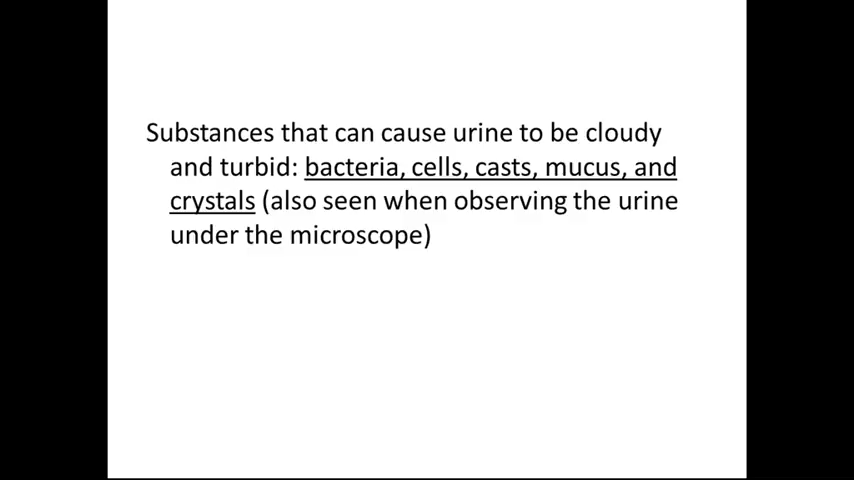 Substances that can cause urine to be cloudy
and turbid: bacteria, cells, casts, mucus, and
crystals (also seen when observing the urine
under the microscope)